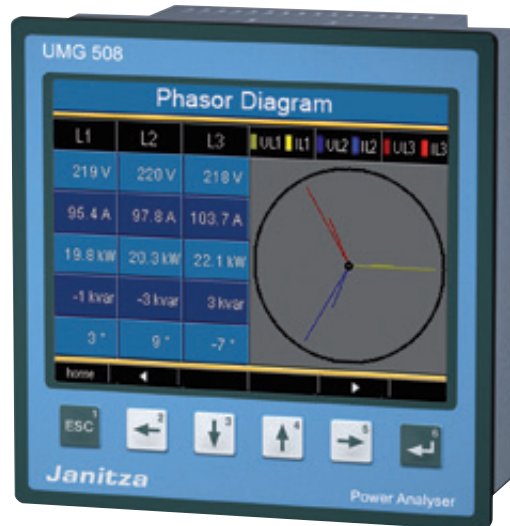 UMG 508
Phasor Diagram
L1 L2 L3 UL1 IL1 UL2 IL2 UL3 IL3
219 V 220 V 218 V
95.4 A 97.8 A 103.7 A
19.8 kW 20.3 kW 22.1 kW
-1 kvar -3 kvar 3 kvar
3 ° 9 ° -7 °
home
ESC 1 2 3 4 5 6
Janitza
Power Analyser